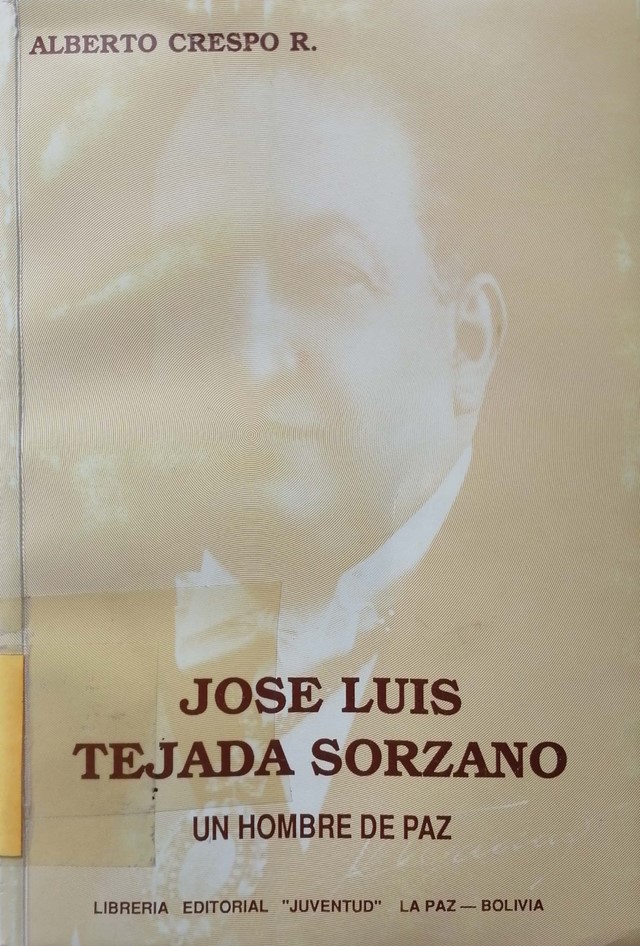 ALBERTO CRESPO R.
JOSE LUIS
TEJADA SORZANO
UN HOMBRE DE PAZ
LIBRERIA EDITORIAL "JUVENTUD" LA PAZ — BOLIVIA